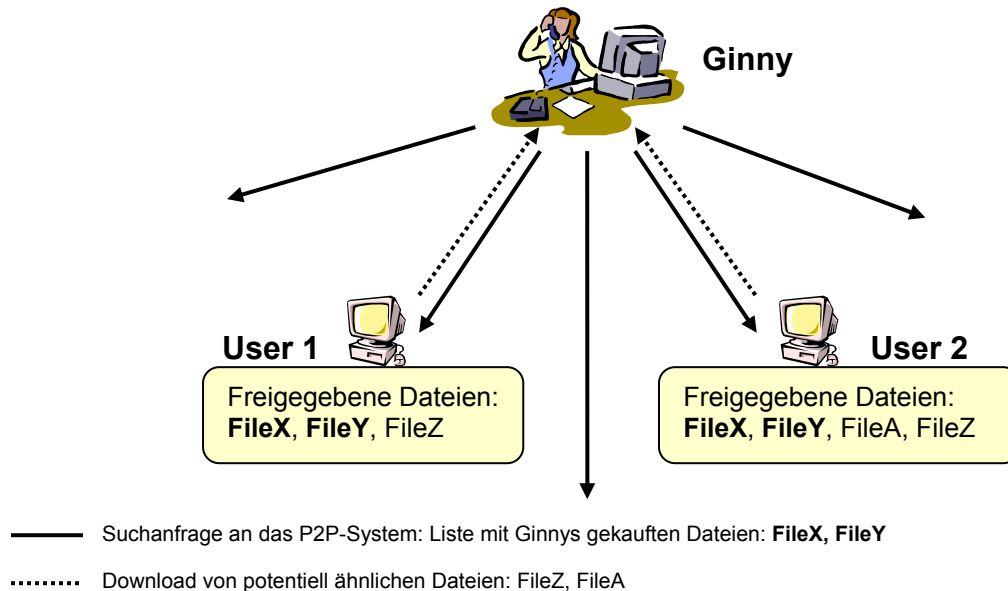 Ginny
User 1
User 2
Freigegebene Dateien:
FileX, FileY, FileZ
Freigegebene Dateien:
FileX, FileY, FileA, FileZ
Suchanfrage an das P2P-System: Liste mit Ginnys gekauften Dateien: FileX, FileY
Download von potentiell ähnlichen Dateien: FileZ, FileA